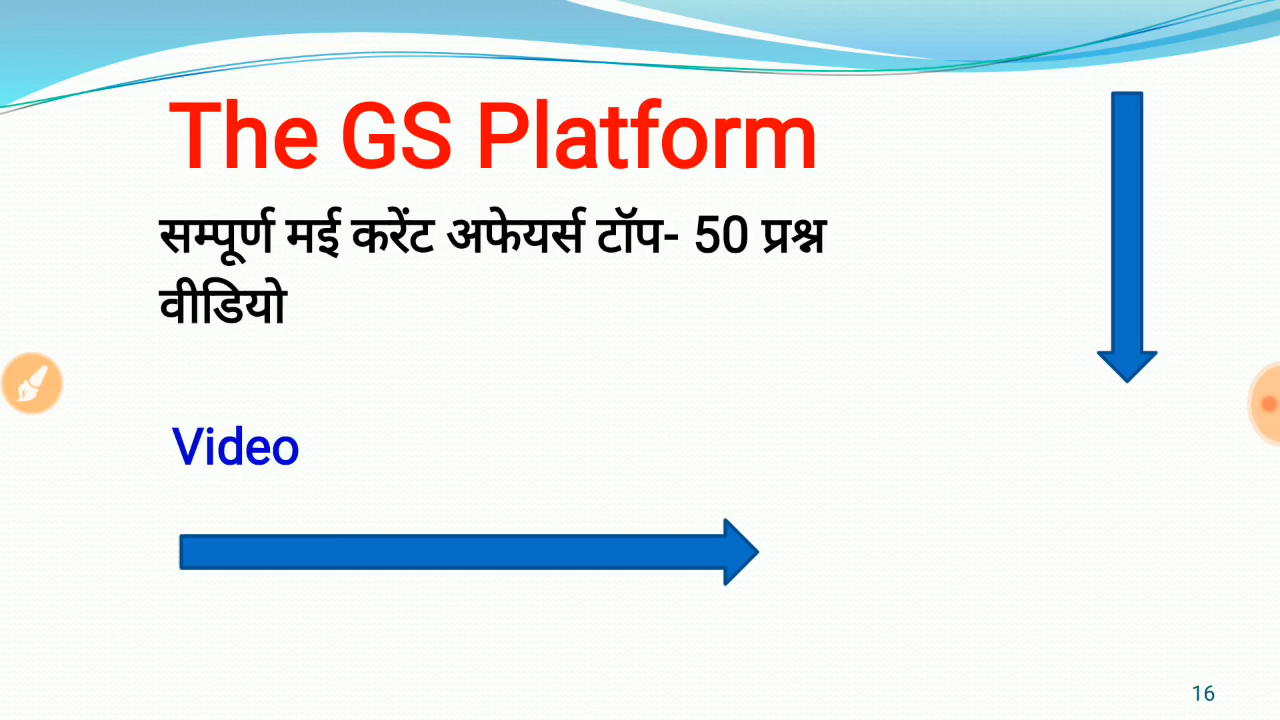 The GS Platform
सम्पूर्ण मई करेंट अफेयर्स टॉप- 50 प्रश्न
वीडियो
Video
16